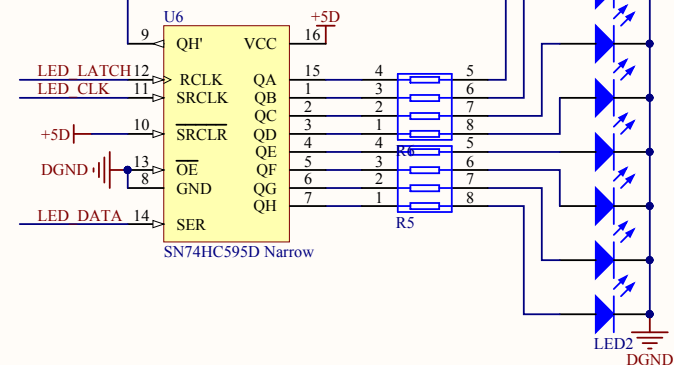 U6
+5D
9 QH' VCC 16
LED_LATCH 12 RCLK QA 15 4 5
LED_CLK 11 SRCLK QB 1 3 6
QC 2 2 7
+5D 10 SRCLR QD 3 1 8
R6
QE 4 4 5
DGND 13 OE QF 5 3 6
8 GND QG 6 2 7
QH 7 1 8
LED_DATA 14 SER R5
SN74HC595D Narrow
LED2
DGND